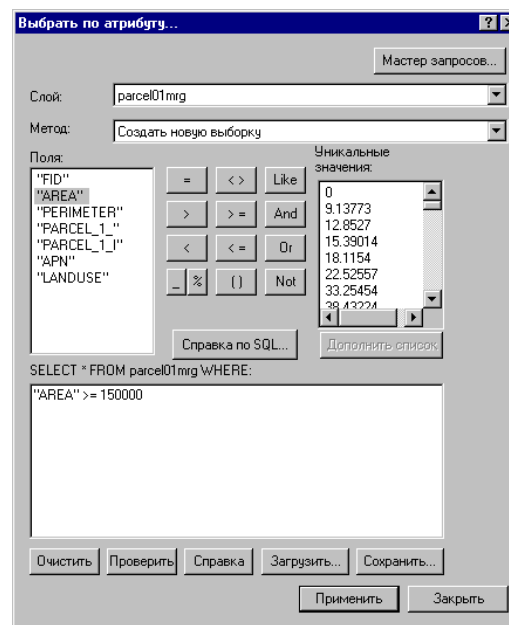 Выбрать по атрибуту...
Мастер запросов...
Слой: parcel01mrg
Метод: Создать новую выборку
Поля:
Уникальные
значения:
"FID"
"AREA"
"PERIMETER"
"PARCEL_1_"
"PARCEL_1_I"
"APN"
"LANDUSE"
= <> Like
> >= And
< <= Or
_ % () Not
0
9.13773
12.8527
15.39014
18.1154
22.52557
33.25454
38.43224
Справка по SQL...
Дополнить список
SELECT * FROM parcel01mrg WHERE:
"AREA" >= 150000
Очистить Проверить Справка Загрузить... Сохранить...
Применить Закрыть